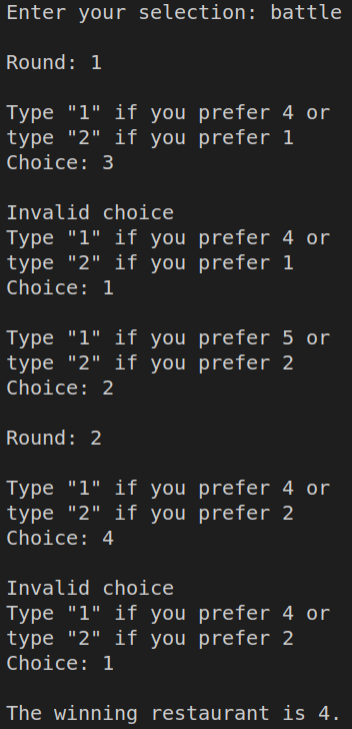 Enter your selection: battle
Round: 1
Type "1" if you prefer 4 or
type "2" if you prefer 1
Choice: 3
Invalid choice
Type "1" if you prefer 4 or
type "2" if you prefer 1
Choice: 1
Type "1" if you prefer 5 or
type "2" if you prefer 2
Choice: 2
Round: 2
Type "1" if you prefer 4 or
type "2" if you prefer 2
Choice: 4
Invalid choice
Type "1" if you prefer 4 or
type "2" if you prefer 2
Choice: 1
The winning restaurant is 4.